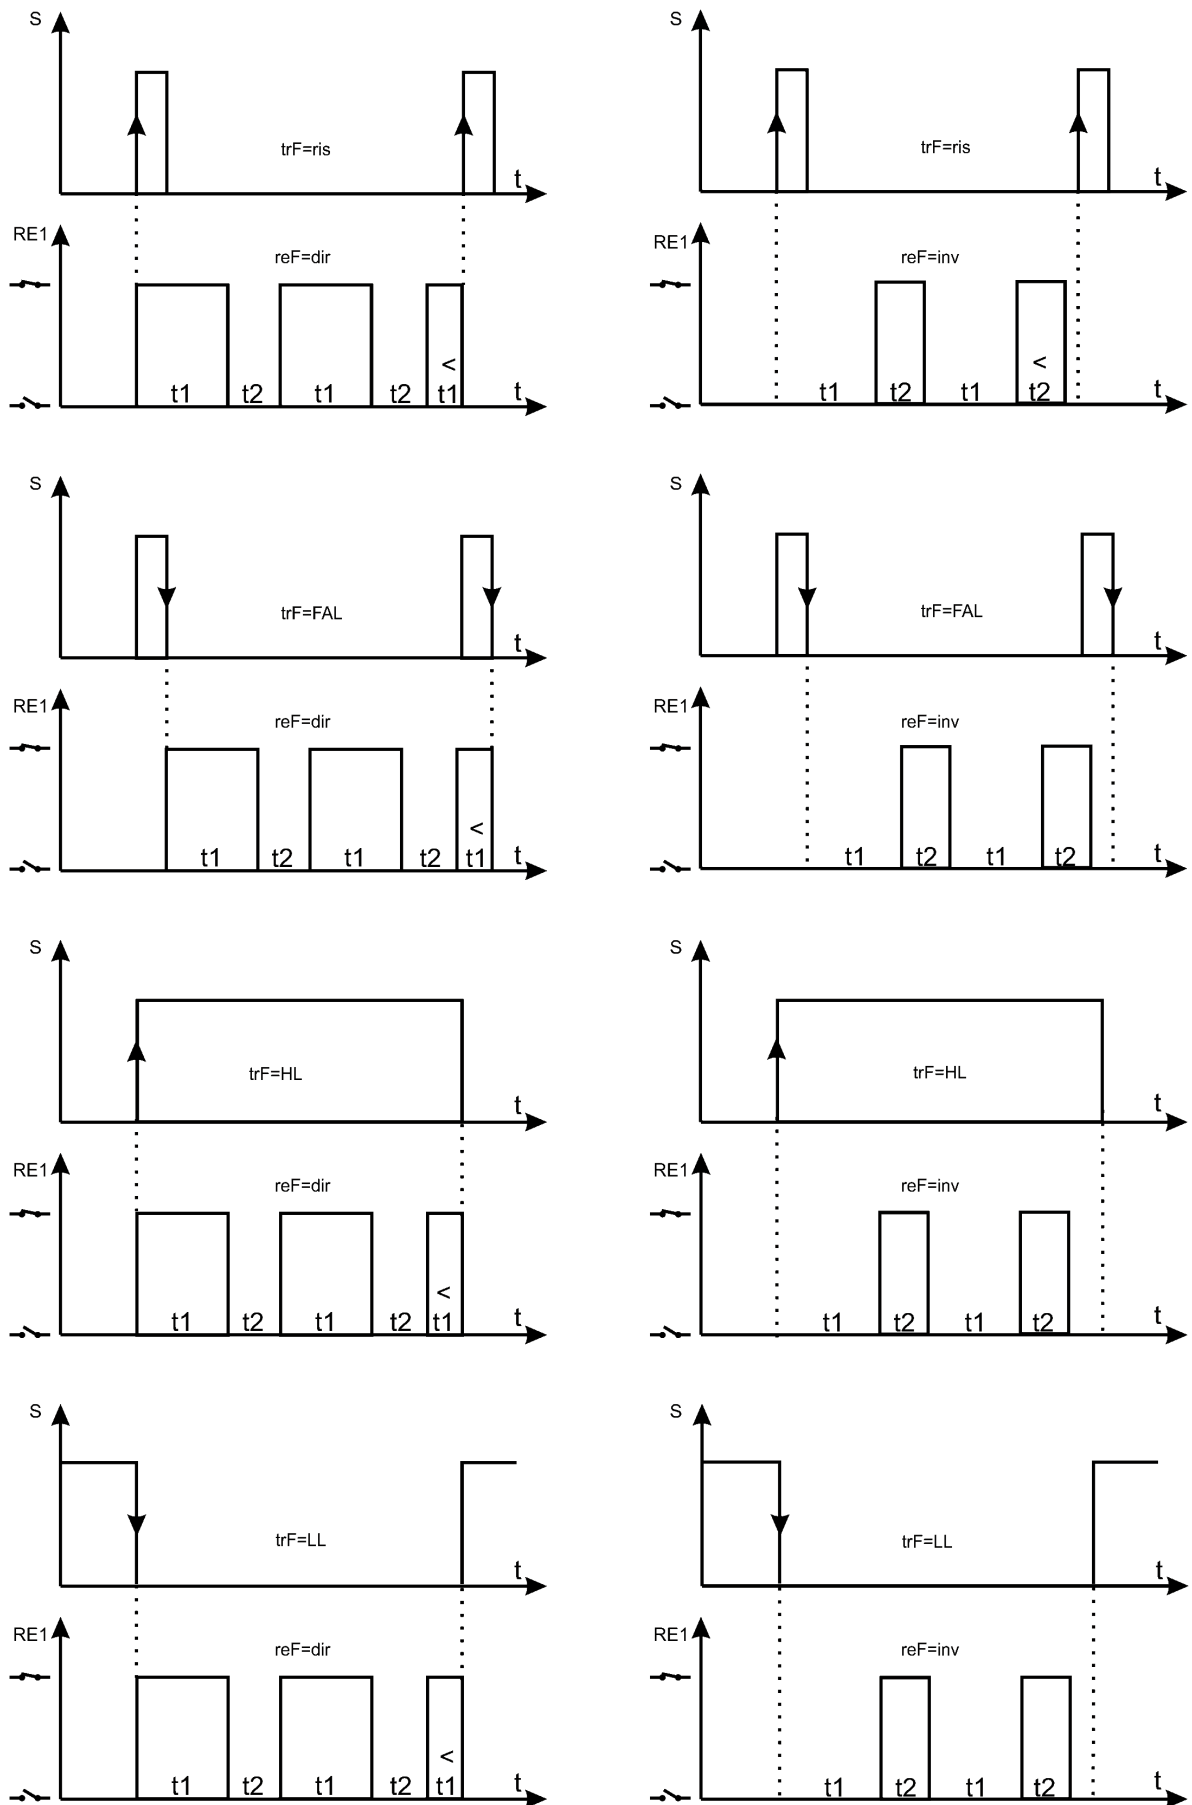 S
trF=ris
t
RE1
reF=dir
<
t1 t2 t1 t2 t1
t
S
trF=ris
t
RE1
reF=inv
<
t1 t2 t1 t2
t
S
trF=FAL
t
RE1
reF=dir
<
t1 t2 t1 t2 t1
t
S
trF=FAL
t
RE1
reF=inv
t1 t2 t1 t2
t
S
trF=HL
t
RE1
reF=dir
<
t1 t2 t1 t2 t1
t
S
trF=HL
t
RE1
reF=inv
t1 t2 t1 t2
t
S
trF=LL
t
RE1
reF=dir
<
t1 t2 t1 t2 t1
t
S
trF=LL
t
RE1
reF=inv
t1 t2 t1 t2
t